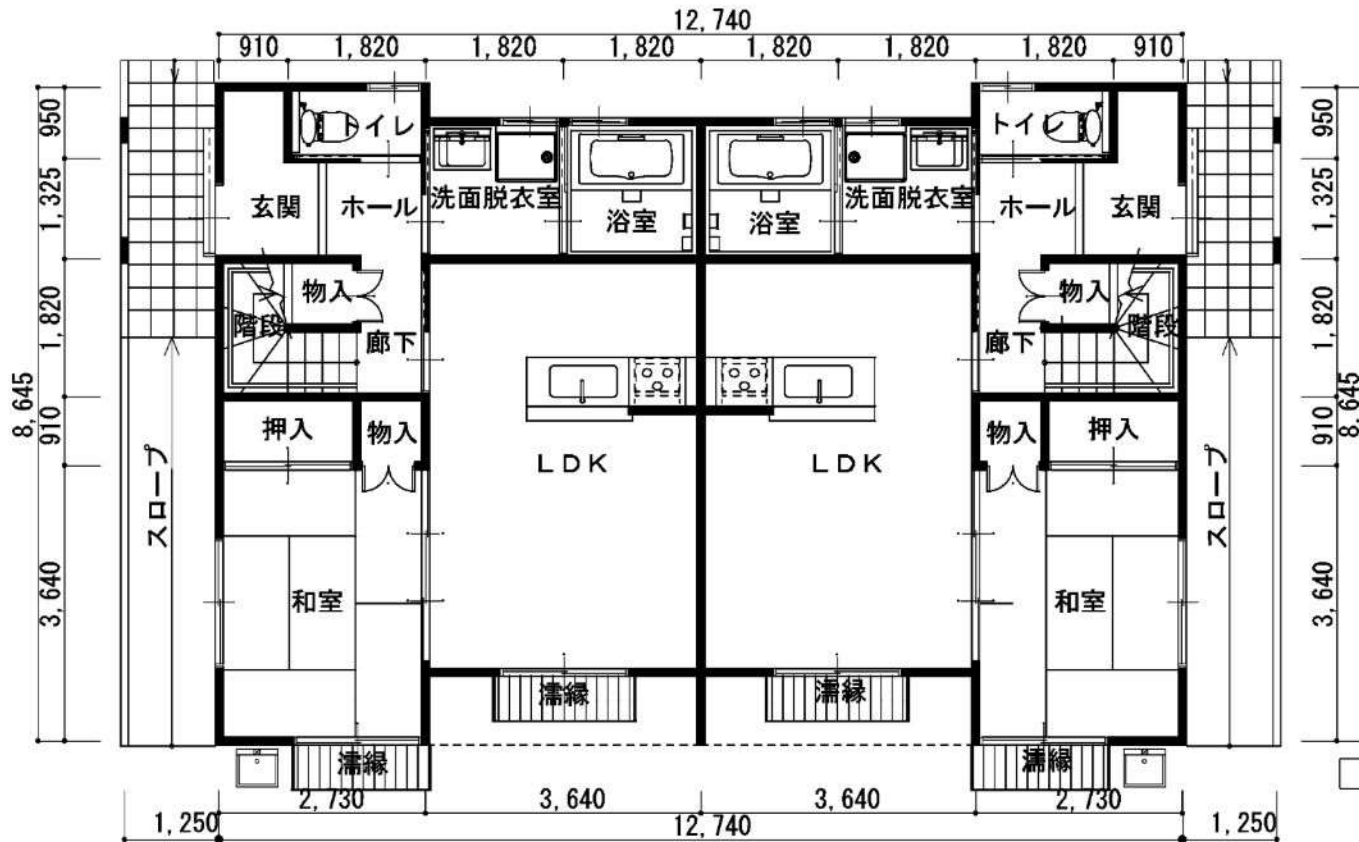 12,740
910 1,820 1,820 1,820 1,820 1,820 1,820 910
950
1,325
1,820
910
3,640
8,645
トイレ
玄関
ホール
洗面脱衣室
浴室
浴室
洗面脱衣室
トイレ
ホール
玄関
階段
物入
廊下
廊下
物入
階段
押入
物入
LDK
LDK
物入
押入
スロープ
和室
和室
スロープ
濡縁
濡縁
濡縁
濡縁
950
1,325
1,820
910
3,640
8,645
2,730 3,640 3,640 2,730
1,250 12,740 1,250